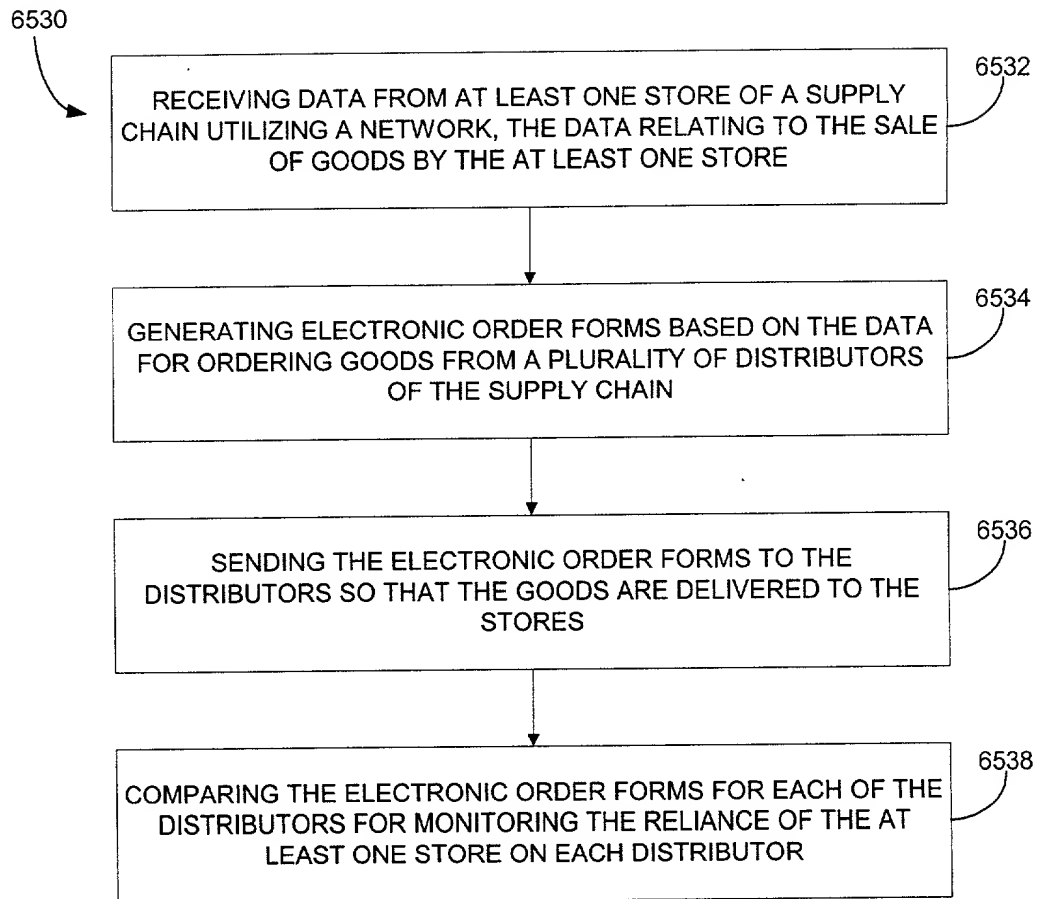 6530
6532
RECEIVING DATA FROM AT LEAST ONE STORE OF A SUPPLY
CHAIN UTILIZING A NETWORK, THE DATA RELATING TO THE SALE
OF GOODS BY THE AT LEAST ONE STORE
6534
GENERATING ELECTRONIC ORDER FORMS BASED ON THE DATA
FOR ORDERING GOODS FROM A PLURALITY OF DISTRIBUTORS
OF THE SUPPLY CHAIN
6536
SENDING THE ELECTRONIC ORDER FORMS TO THE
DISTRIBUTORS SO THAT THE GOODS ARE DELIVERED TO THE
STORES
6538
COMPARING THE ELECTRONIC ORDER FORMS FOR EACH OF THE
DISTRIBUTORS FOR MONITORING THE RELIANCE OF THE AT
LEAST ONE STORE ON EACH DISTRIBUTOR